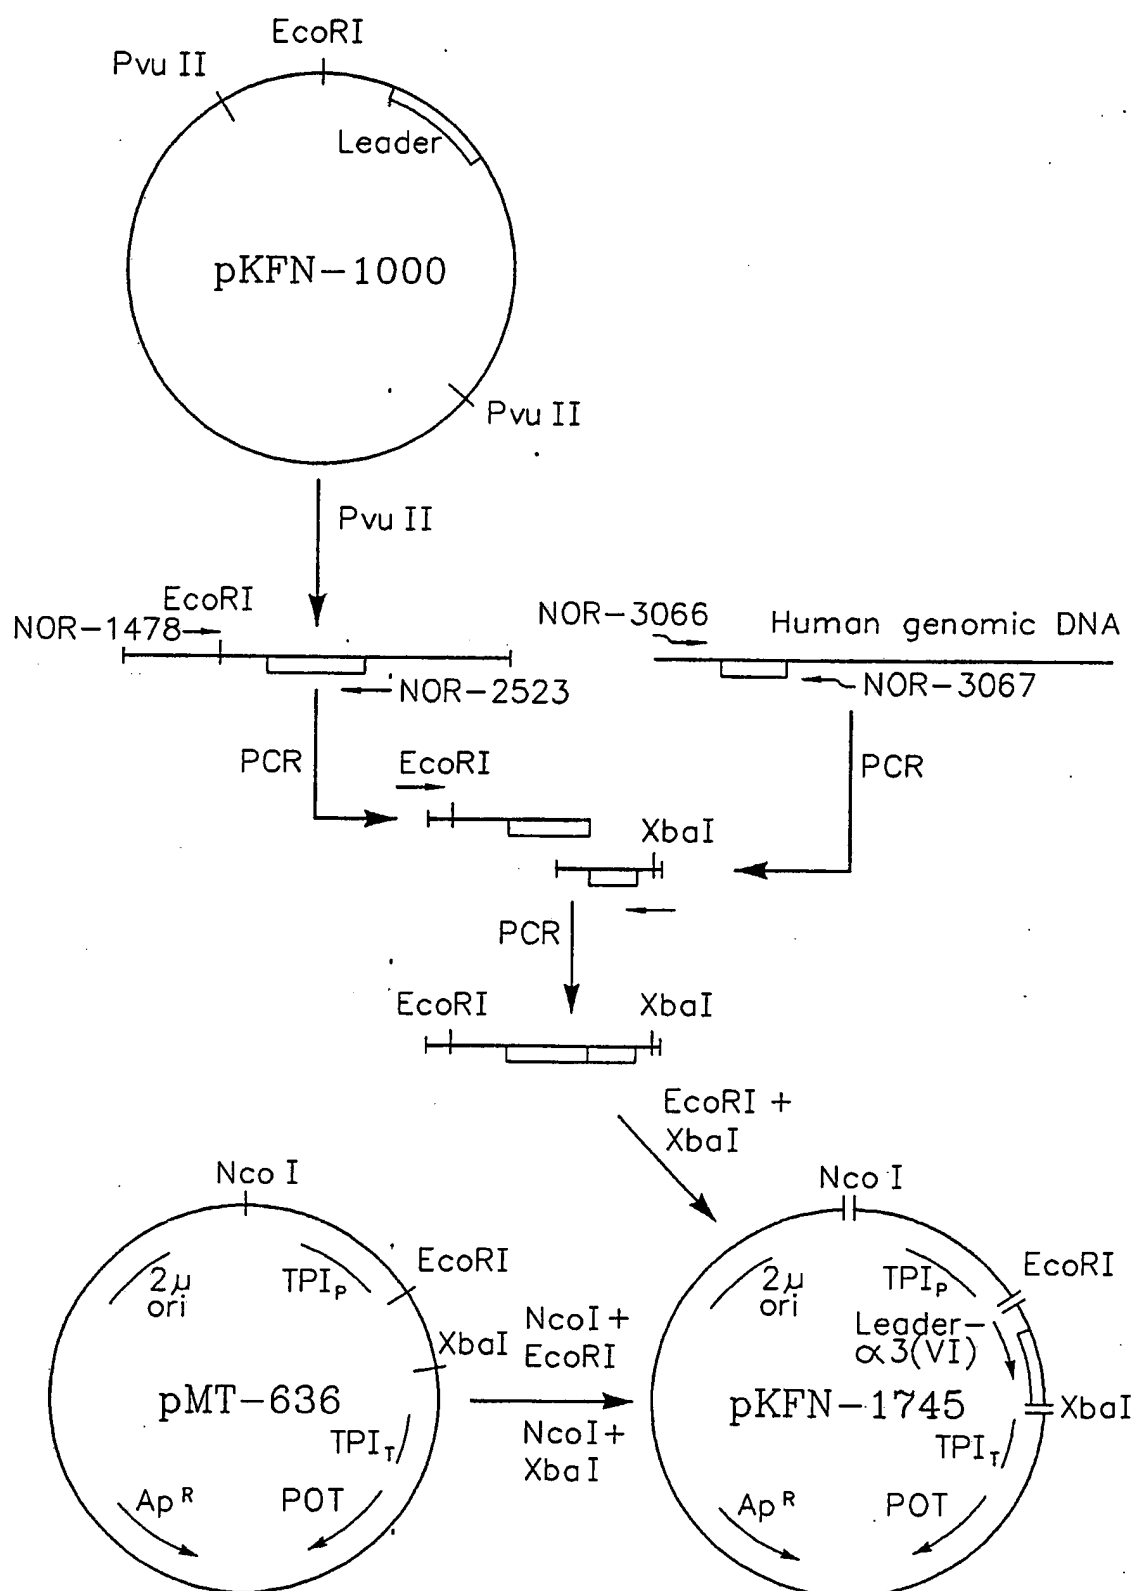 EcoRI
Pvu II
Leader
pKFN-1000
Pvu II
Pvu II
EcoRI
NOR-1478
NOR-2523
NOR-3066
Human genomic DNA
NOR-3067
PCR
EcoRI
PCR
XbaI
PCR
EcoRI
XbaI
EcoRI +
XbaI
Nco I
2μ
ori
TPIP
EcoRI
XbaI
pMT-636
TPIT
ApR
POT
NcoI+
EcoRI
NcoI+
XbaI
Nco I
2μ
ori
TPIP
EcoRI
Leader-
α3(VI)
pKFN-1745
XbaI
TPIT
ApR
POT